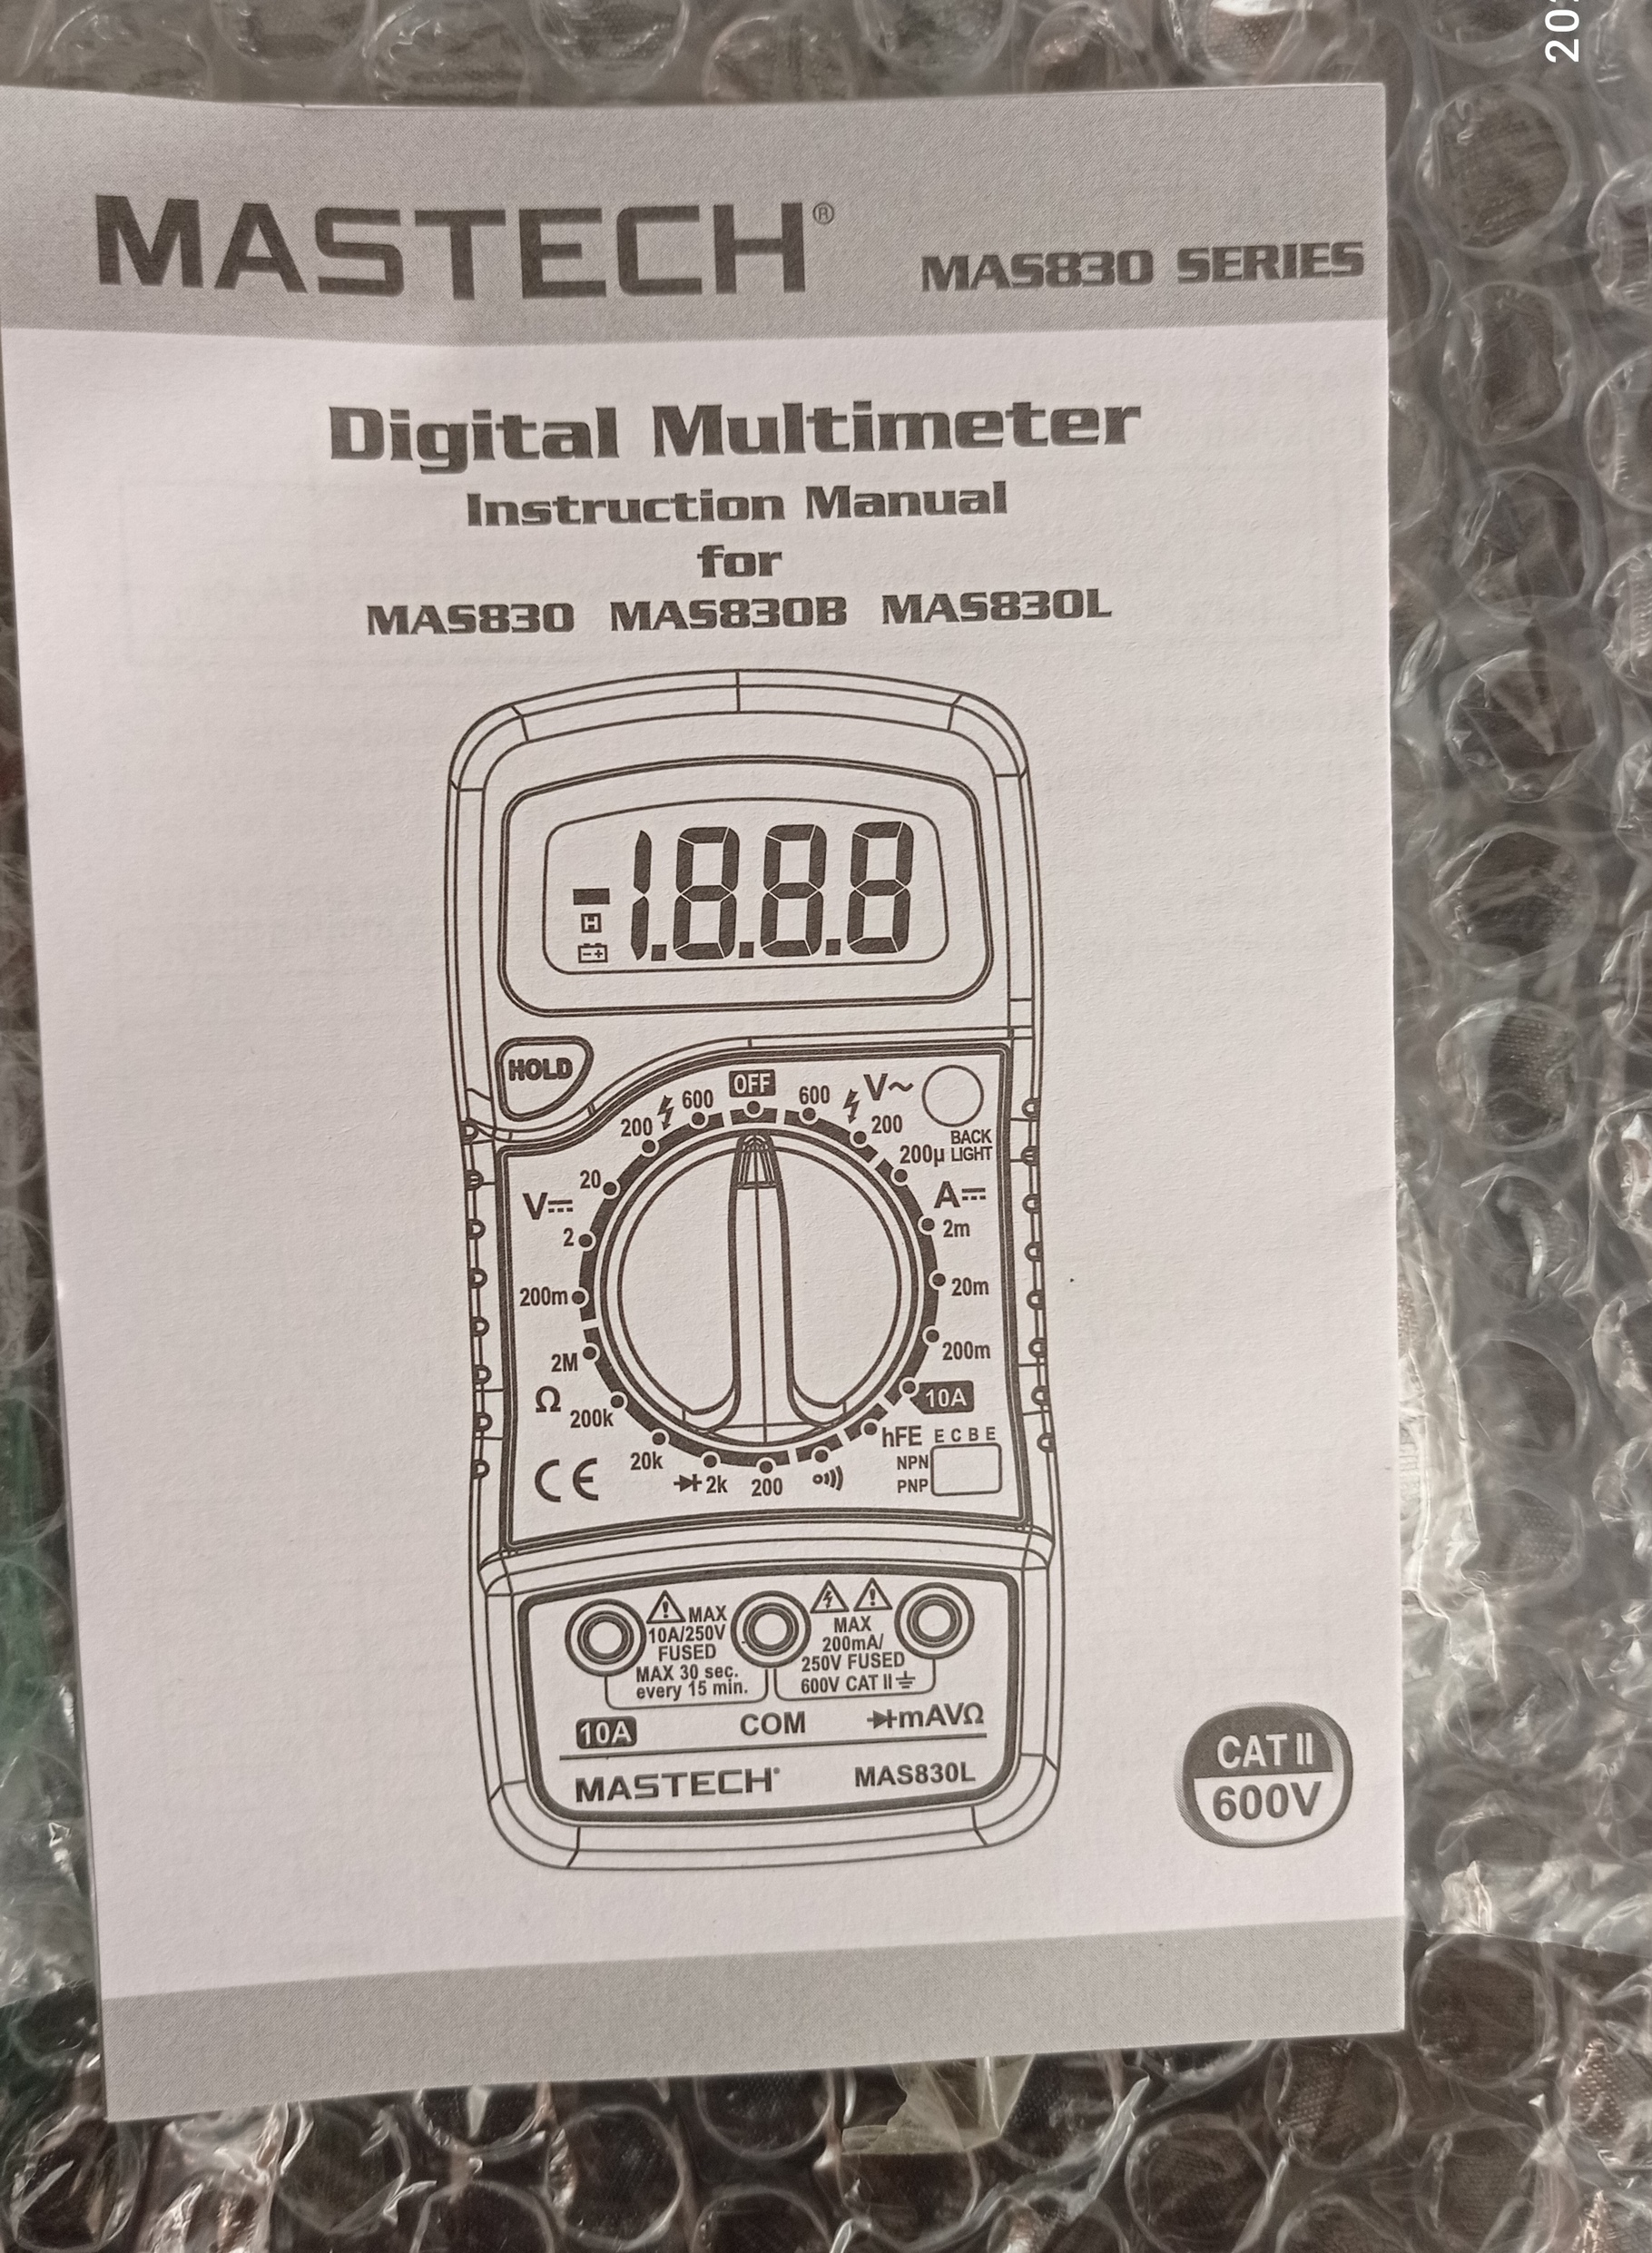 202
MASTECH® MAS830 SERIES
Digital Multimeter
Instruction Manual
for
MAS830 MAS830B MAS830L
-1.8.8.8
H
HOLD
OFF
600
200
20
V⎓
2
200m
2M
Ω
200k
20k
2k
200
600
V~
200
BACK
LIGHT
200µ
A⎓
2m
20m
200m
10A
hFE
E C B E
NPN
PNP
CE
MAX
10A/250V
FUSED
MAX 30 sec.
every 15 min.
MAX
200mA/
250V FUSED
600V CAT II
10A COM mAVΩ
MASTECH® MAS830L
CAT II
600V